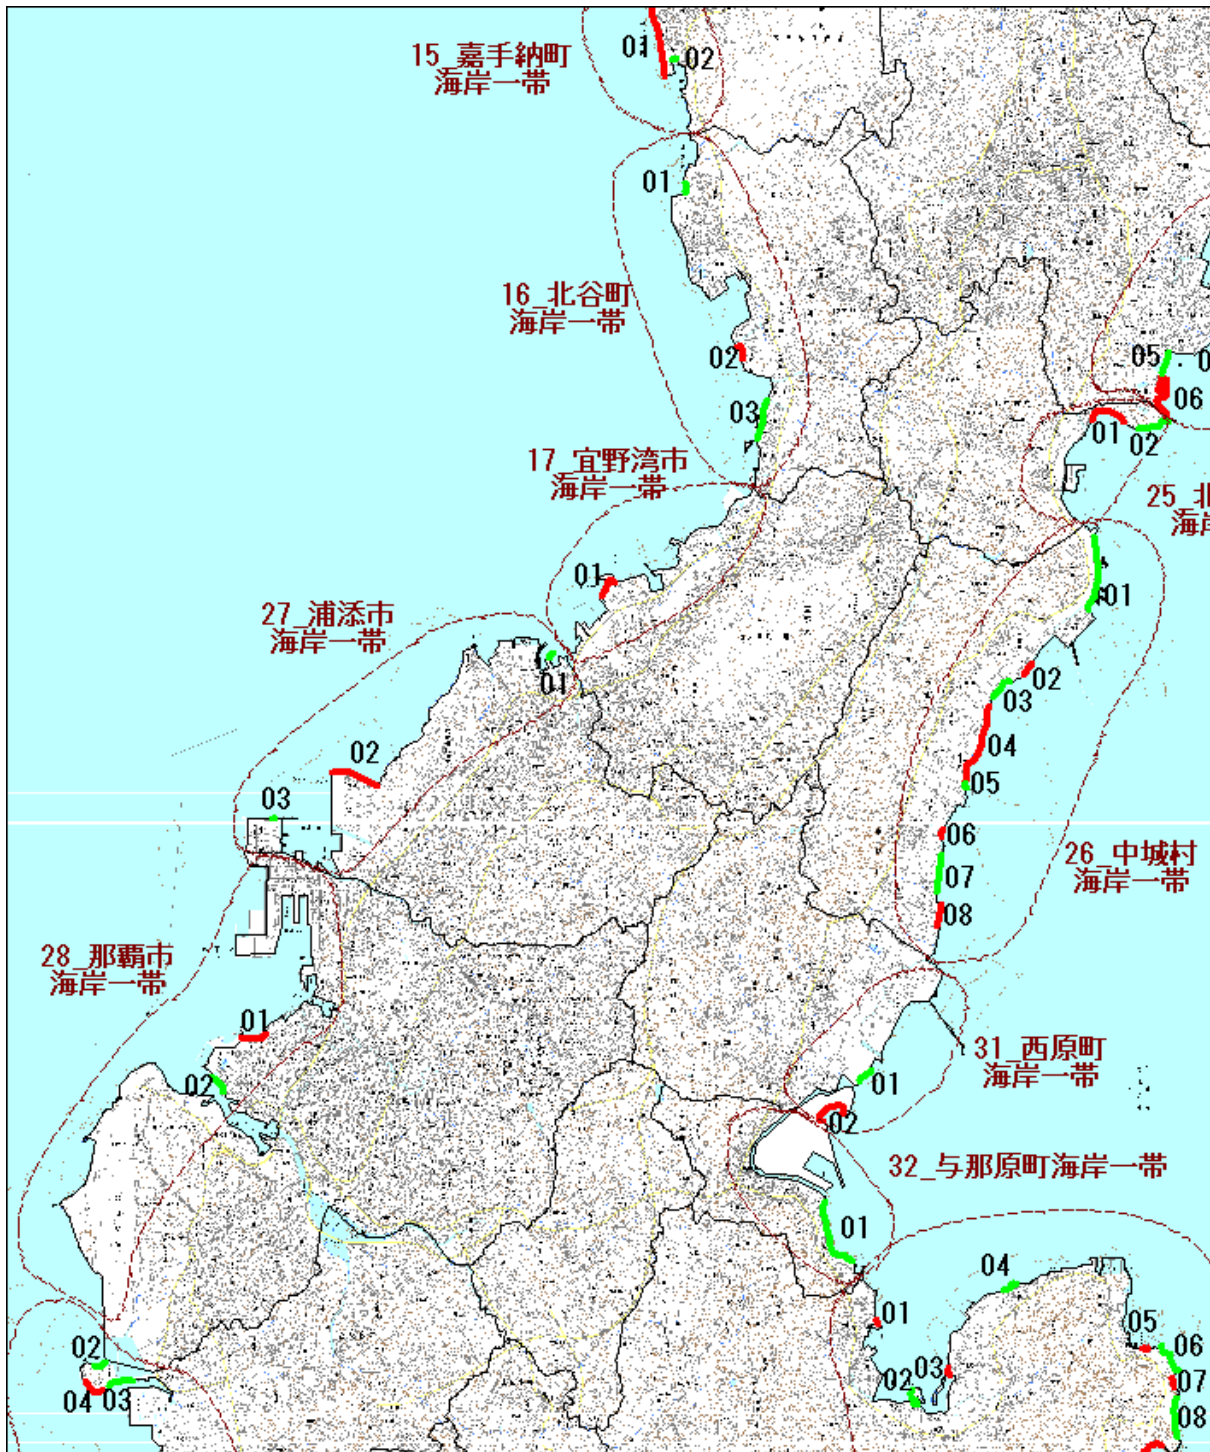 15_嘉手納町
海岸一帯
01
02
01
16_北谷町
海岸一帯
02
03
05
06
01
02
17_宜野湾市
海岸一帯
25_北
海岸
01
01
27_浦添市
海岸一帯
01
02
03
02
03
04
05
06
07
08
26_中城村
海岸一帯
28_那覇市
海岸一帯
01
02
31_西原町
海岸一帯
01
02
32_与那原町海岸一帯
01
04
01
05
06
02
03
07
08
02
04
03